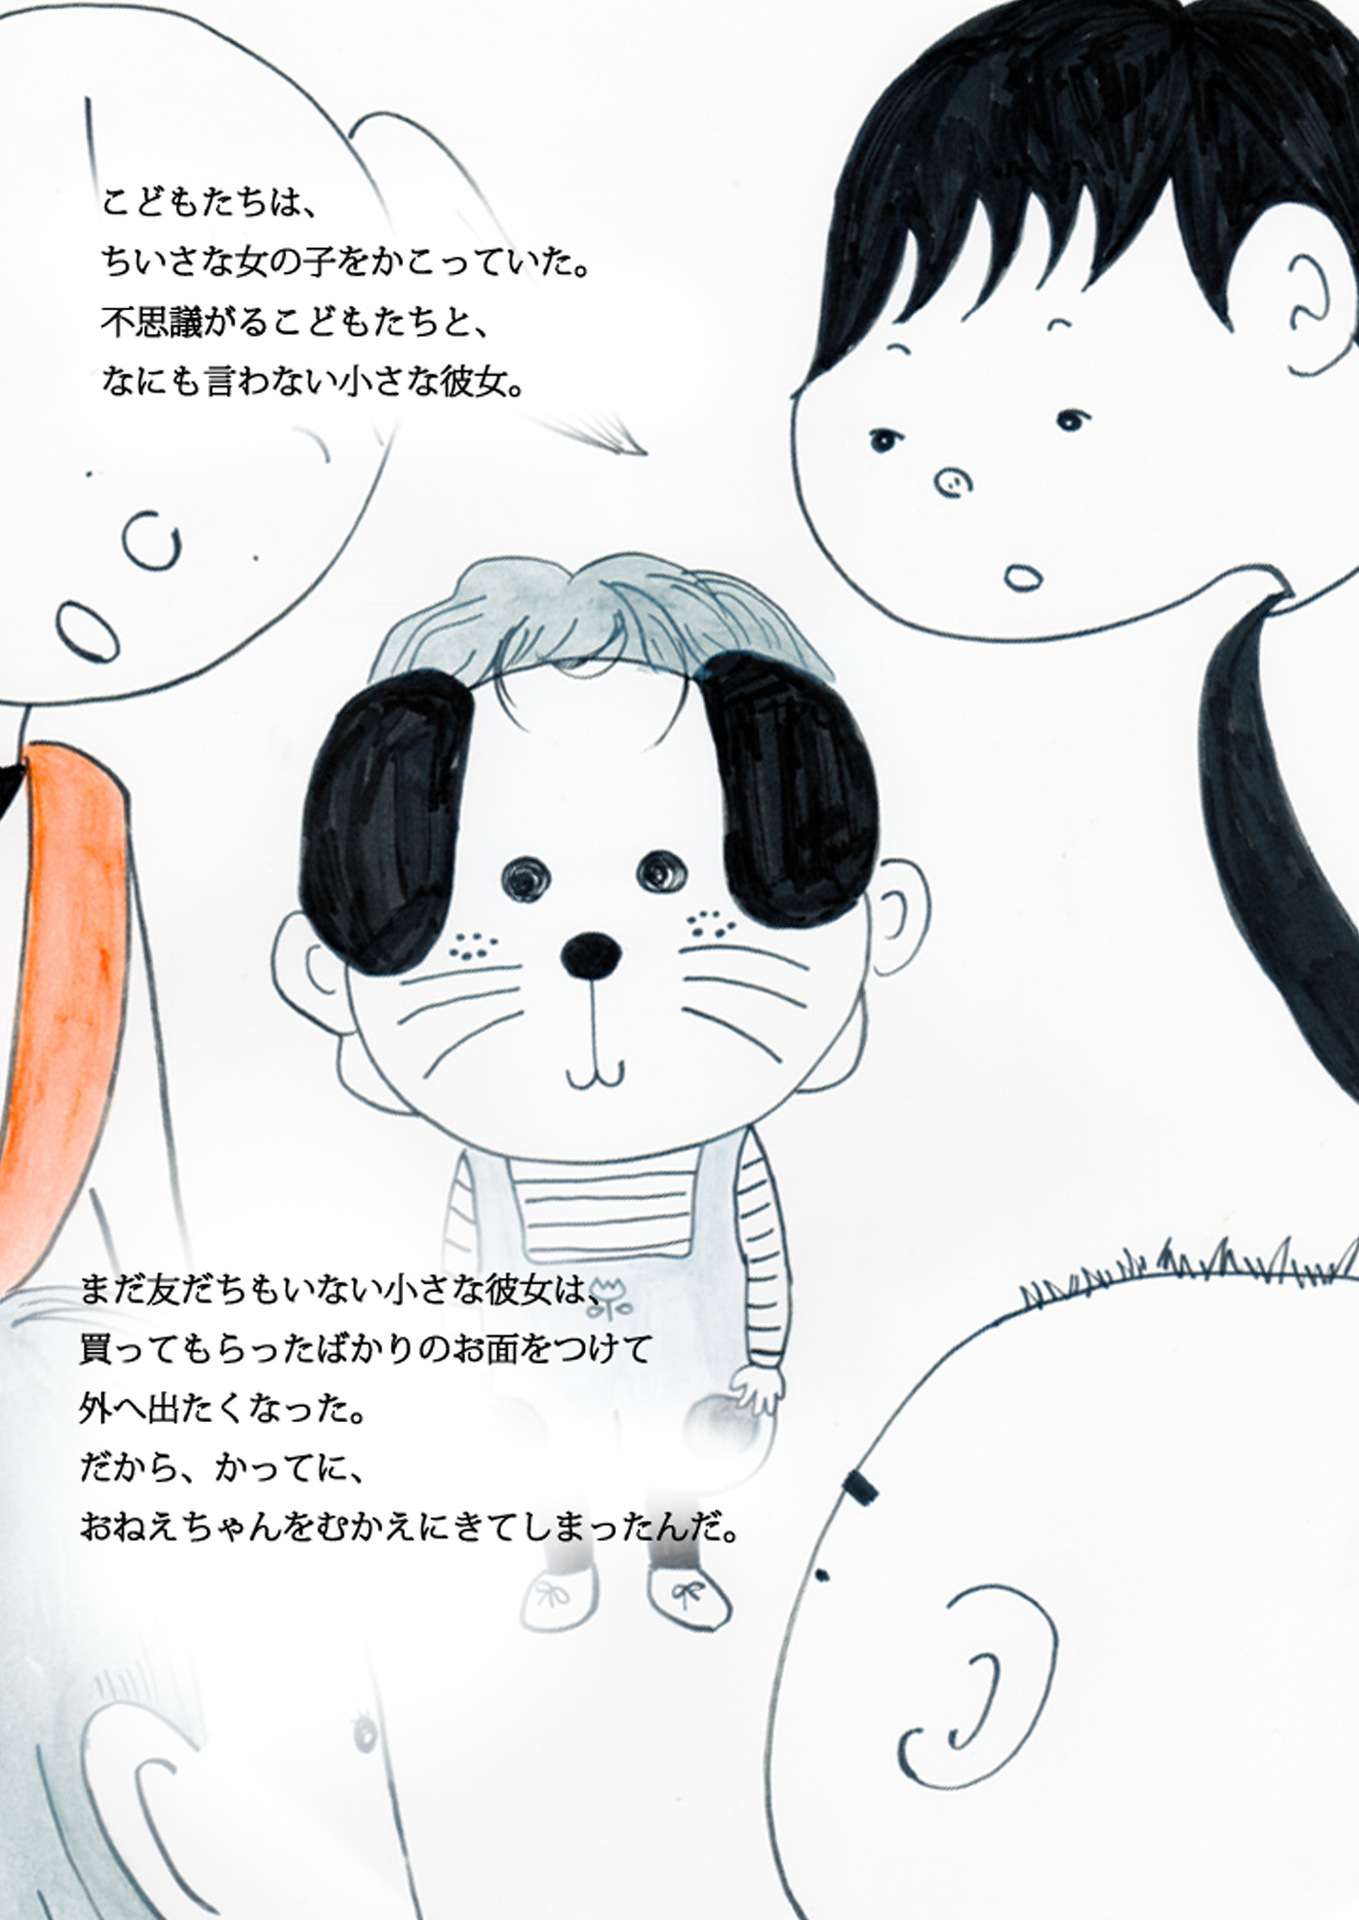 こどもたちは、
ちいさな女の子をかこっていた。
不思議がるこどもたちと、
なにも言わない小さな彼女。
まだ友だちもいない小さな彼女は、
買ってもらったばかりのお面をつけて
外へ出たくなった。
だから、かってに、
おねえちゃんをむかえにきてしまったんだ。